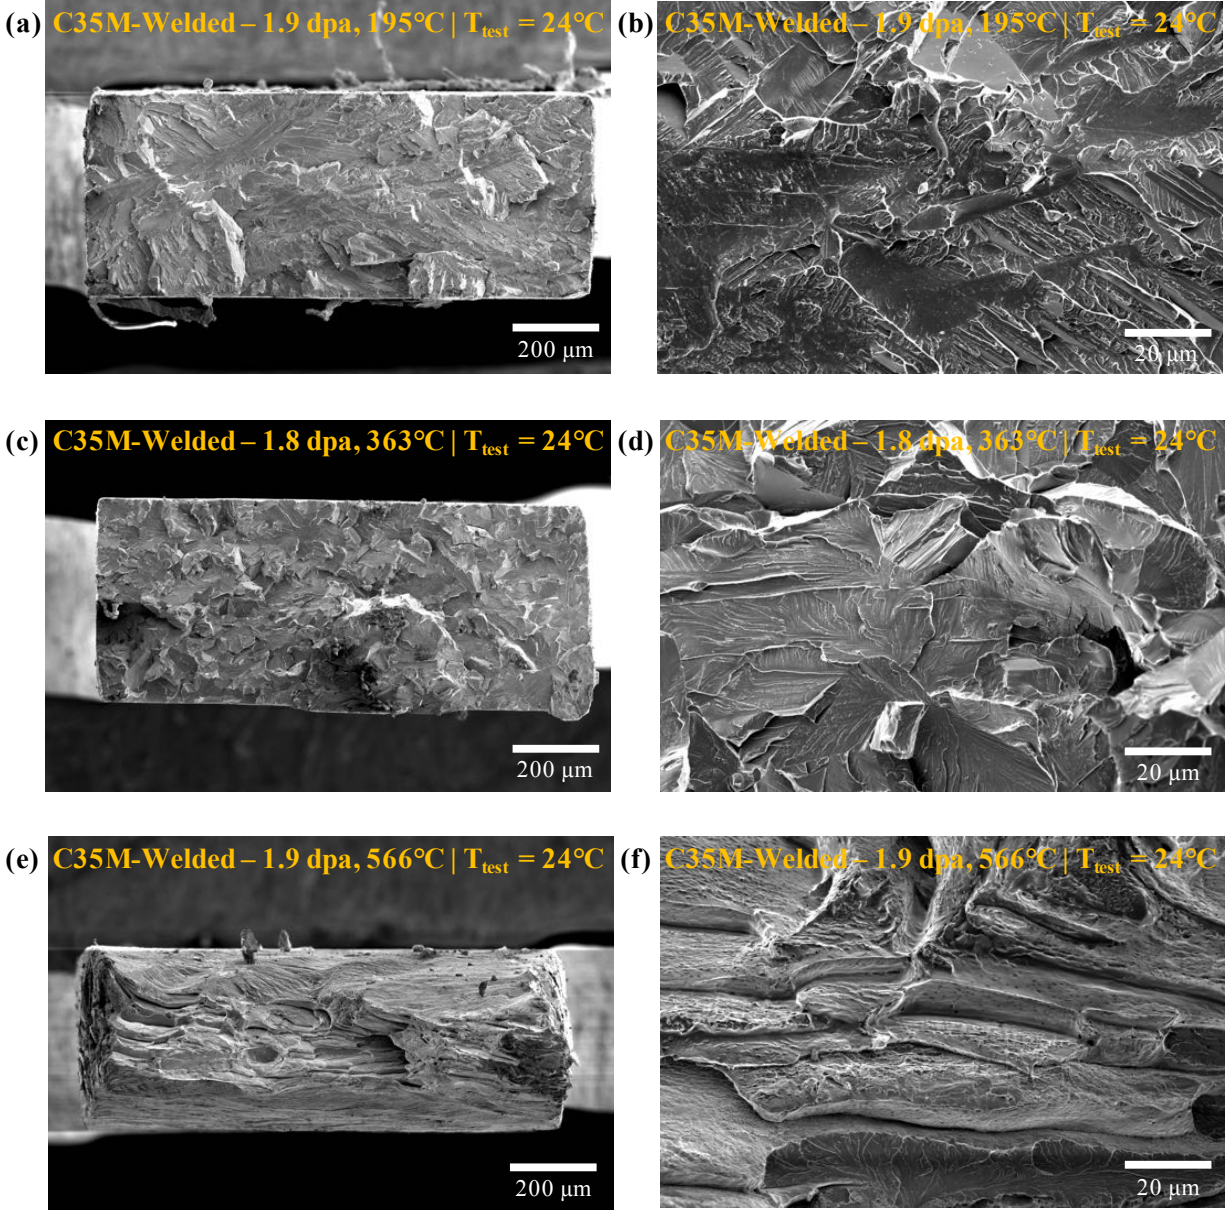 (a) C35M-Welded – 1.9 dpa, 195°C | Ttest = 24°C
200 µm
(b) C35M-Welded – 1.9 dpa, 195°C | Ttest = 24°C
20 µm
(c) C35M-Welded – 1.8 dpa, 363°C | Ttest = 24°C
200 µm
(d) C35M-Welded – 1.8 dpa, 363°C | Ttest = 24°C
20 µm
(e) C35M-Welded – 1.9 dpa, 566°C | Ttest = 24°C
200 µm
(f) C35M-Welded – 1.9 dpa, 566°C | Ttest = 24°C
20 µm